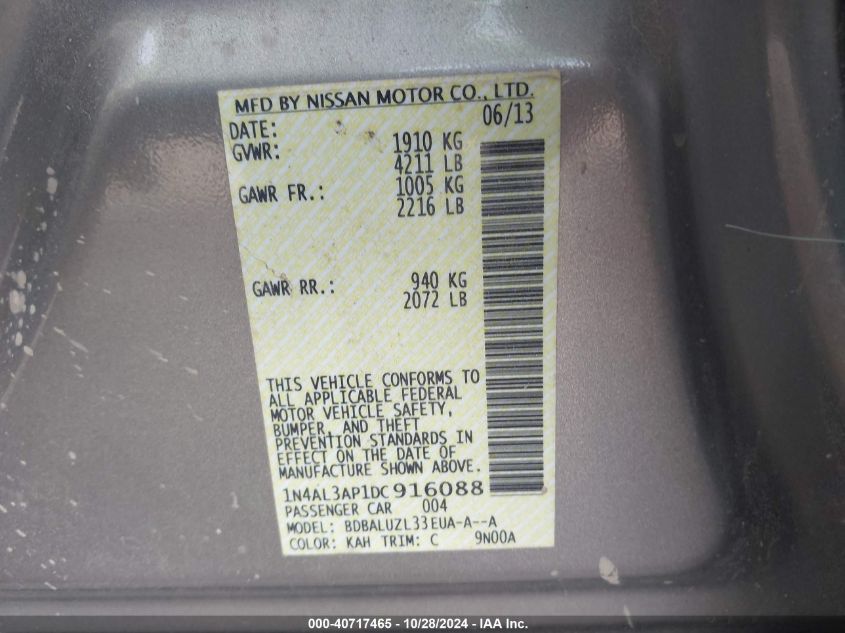 MFD BY NISSAN MOTOR CO., LTD.
DATE: 06/13
GVWR: 1910 KG
4211 LB
GAWR FR.: 1005 KG
2216 LB
GAWR RR.: 940 KG
2072 LB
THIS VEHICLE CONFORMS TO
ALL APPLICABLE FEDERAL
MOTOR VEHICLE SAFETY,
BUMPER, AND THEFT
PREVENTION STANDARDS IN
EFFECT ON THE DATE OF
MANUFACTURE SHOWN ABOVE.
1N4AL3AP1DC916088
PASSENGER CAR 004
MODEL: BDBALUZL33EUA-A--A
COLOR: KAH TRIM: C 9N00A
000-40717465 - 10/28/2024 - IAA Inc.